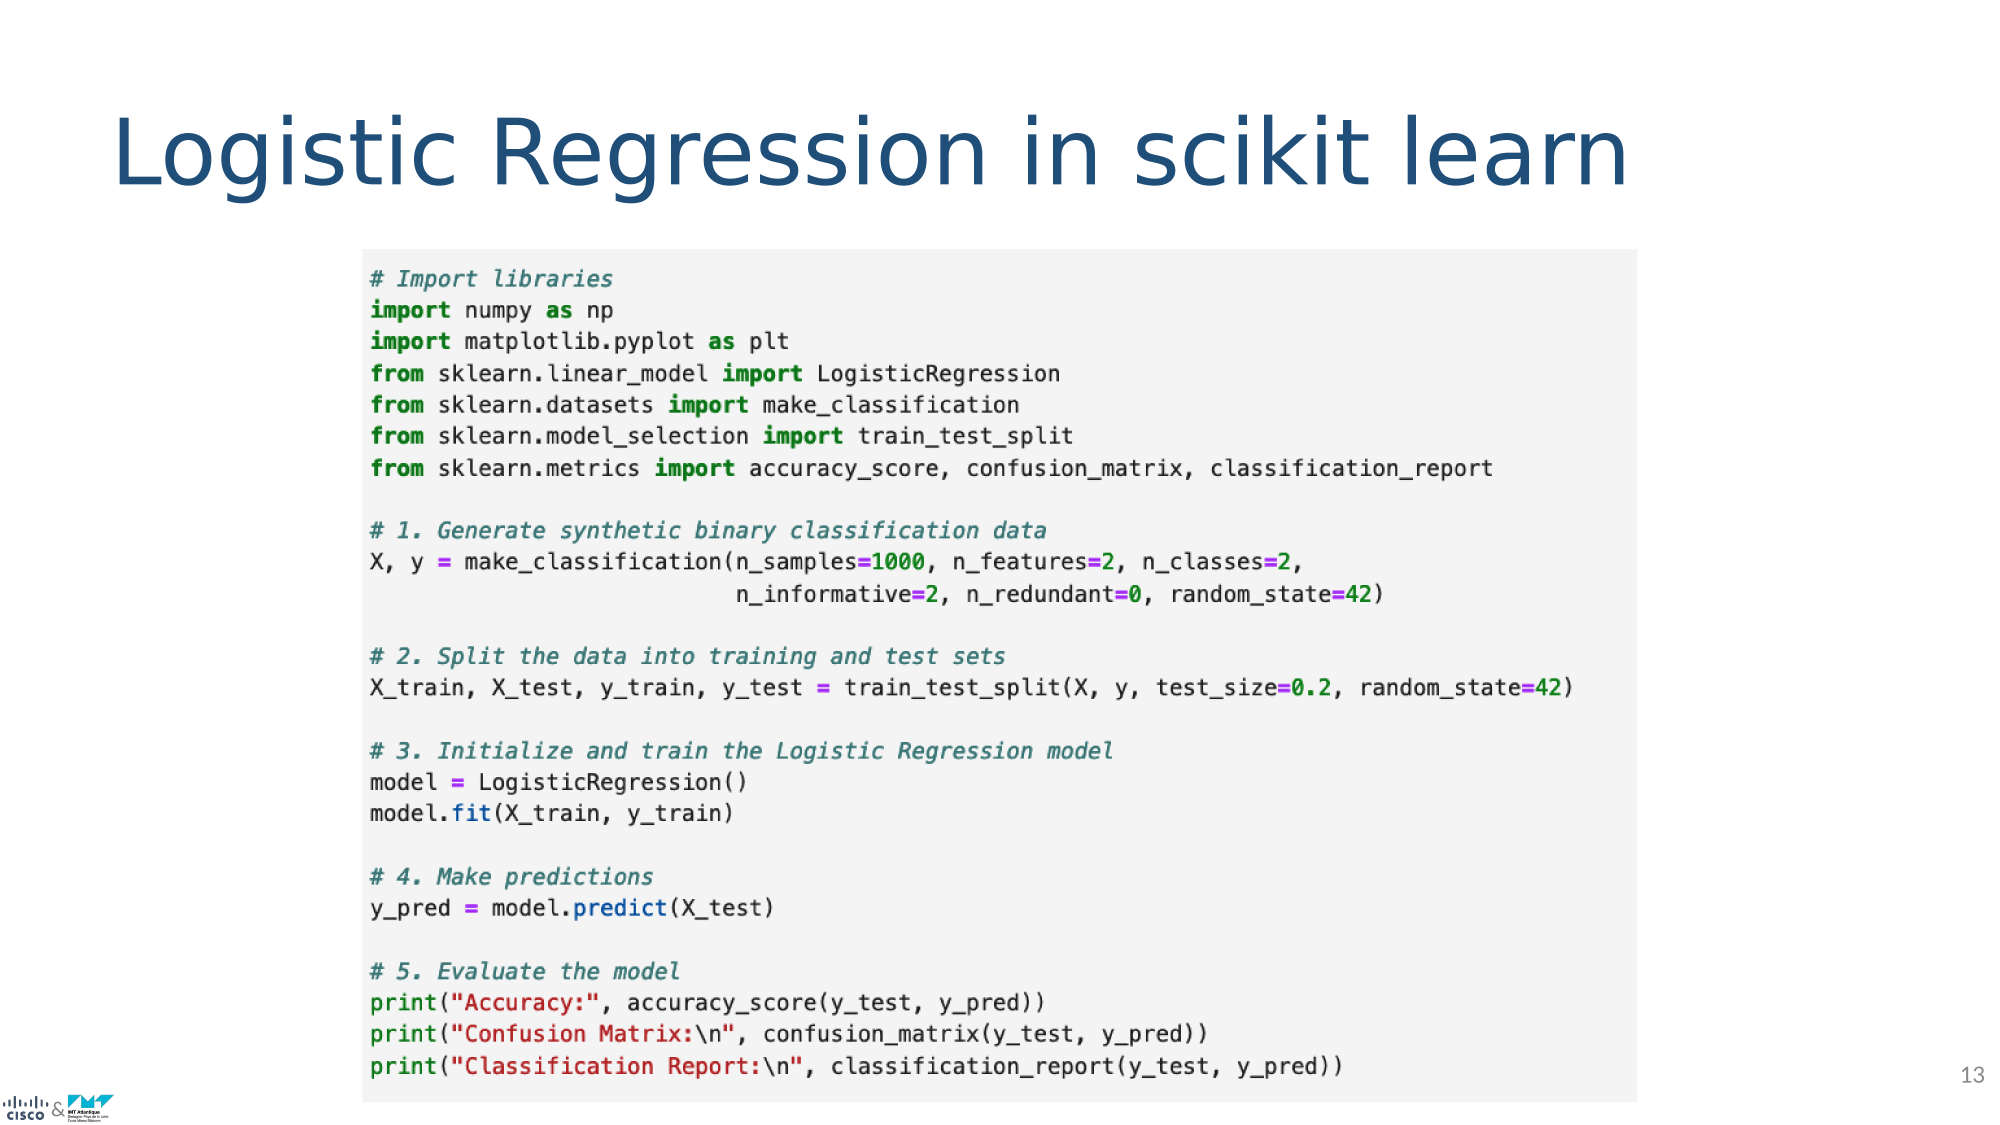 Logistic Regression in scikit learn
# Import libraries
import numpy as np
import matplotlib.pyplot as plt
from sklearn.linear_model import LogisticRegression
from sklearn.datasets import make_classification
from sklearn.model_selection import train_test_split
from sklearn.metrics import accuracy_score, confusion_matrix, classification_report
# 1. Generate synthetic binary classification data
X, y = make_classification(n_samples=1000, n_features=2, n_classes=2,
n_informative=2, n_redundant=0, random_state=42)
# 2. Split the data into training and test sets
X_train, X_test, y_train, y_test = train_test_split(X, y, test_size=0.2, random_state=42)
# 3. Initialize and train the Logistic Regression model
model = LogisticRegression()
model.fit(X_train, y_train)
# 4. Make predictions
y_pred = model.predict(X_test)
# 5. Evaluate the model
print("Accuracy:", accuracy_score(y_test, y_pred))
print("Confusion Matrix:\n", confusion_matrix(y_test, y_pred))
print("Classification Report:\n", classification_report(y_test, y_pred))
13
CISCO & IMT Atlantique